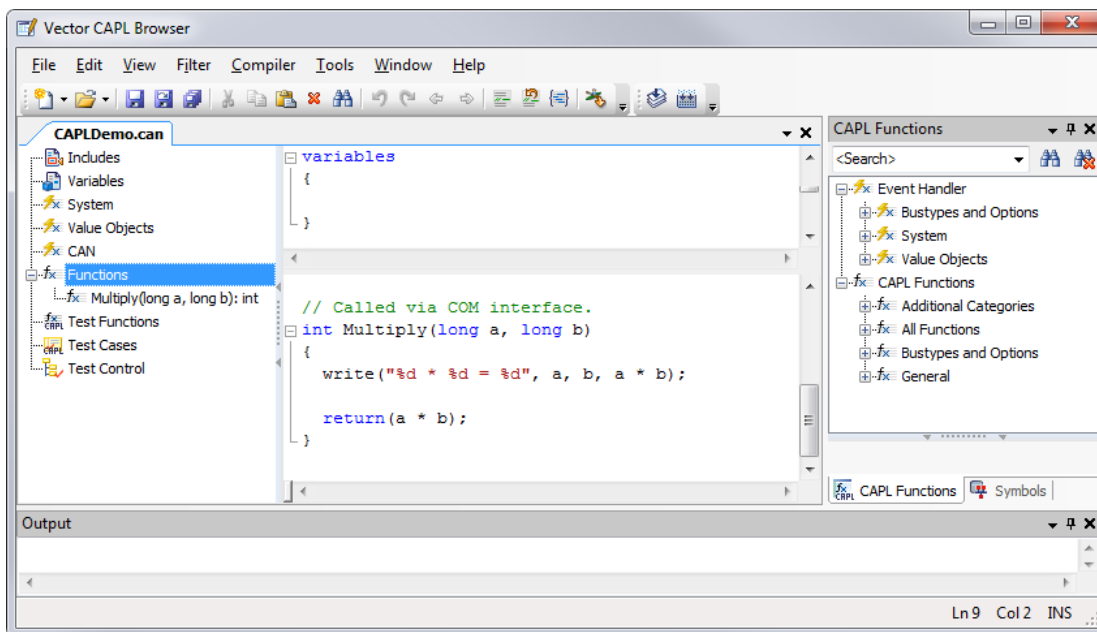 Vector CAPL Browser
File Edit View Filter Compiler Tools Window Help
CAPLDemo.can
Includes
Variables
System
Value Objects
CAN
Functions
Multiply(long a, long b): int
Test Functions
Test Cases
Test Control
variables
{
}
// Called via COM interface.
int Multiply(long a, long b)
{
write("%d * %d = %d", a, b, a * b);
return(a * b);
}
CAPL Functions
<Search>
Event Handler
Bustypes and Options
System
Value Objects
CAPL Functions
Additional Categories
All Functions
Bustypes and Options
General
CAPL Functions Symbols
Output
Ln 9 Col 2 INS